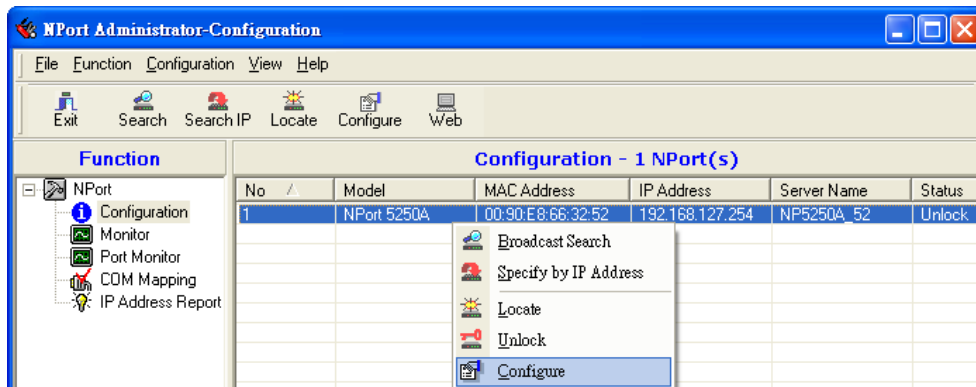 NPort Administrator-Configuration
File Function Configuration View Help
Exit Search Search IP Locate Configure Web
Function
Configuration - 1 NPort(s)
NPort
Configuration
Monitor
Port Monitor
COM Mapping
IP Address Report
No Model MAC Address IP Address Server Name Status
1 NPort 5250A 00:90:E8:66:32:52 192.168.127.254 NP5250A_52 Unlock
Broadcast Search
Specify by IP Address
Locate
Unlock
Configure